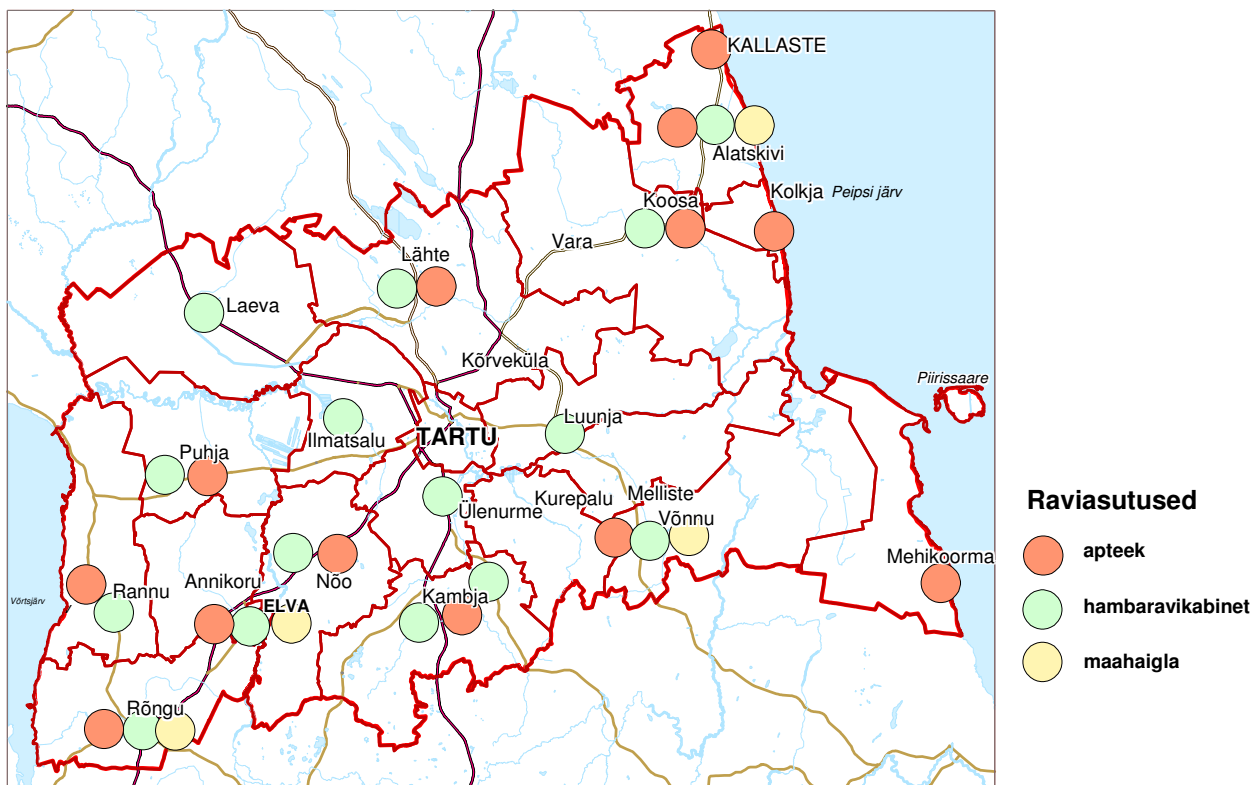 KALLASTE
Alatskivi
Kolkja
Peipsi järv
Koosa
Vara
Lähte
Laeva
Kõrveküla
Piirissaare
Luunja
Ilmatsalu
TARTU
Puhja
Kurepalu
Melliste
Võnnu
Ülenurme
Mehikoorma
Annikoru
Nõo
Rannu
Võrtsjärv
ELVA
Kambja
Rõngu
Raviasutused
apteek
hambaravikabinet
maahaigla